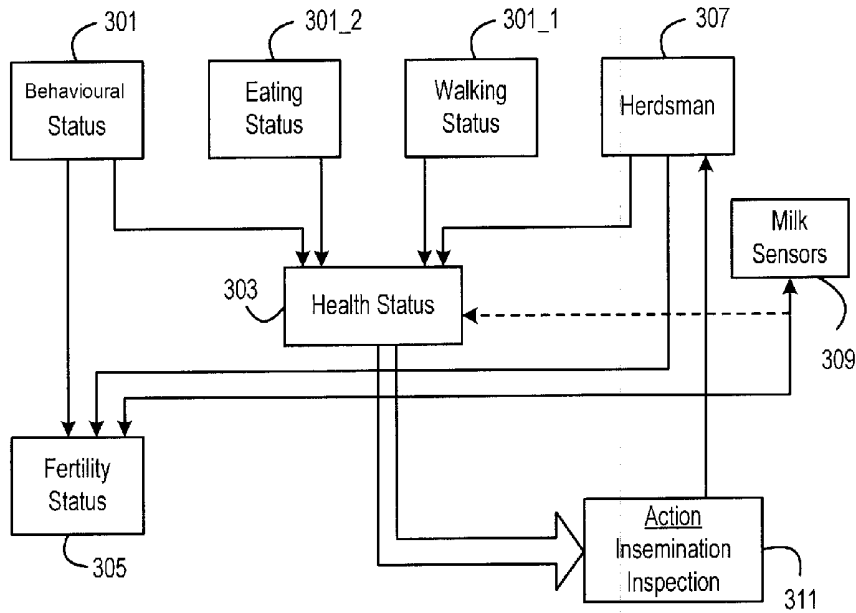 301
301_2
301_1
307
Behavioural
Status
Eating
Status
Walking
Status
Herdsman
Milk
Sensors
303
Health Status
309
Fertility
Status
305
Action
Insemination
Inspection
311